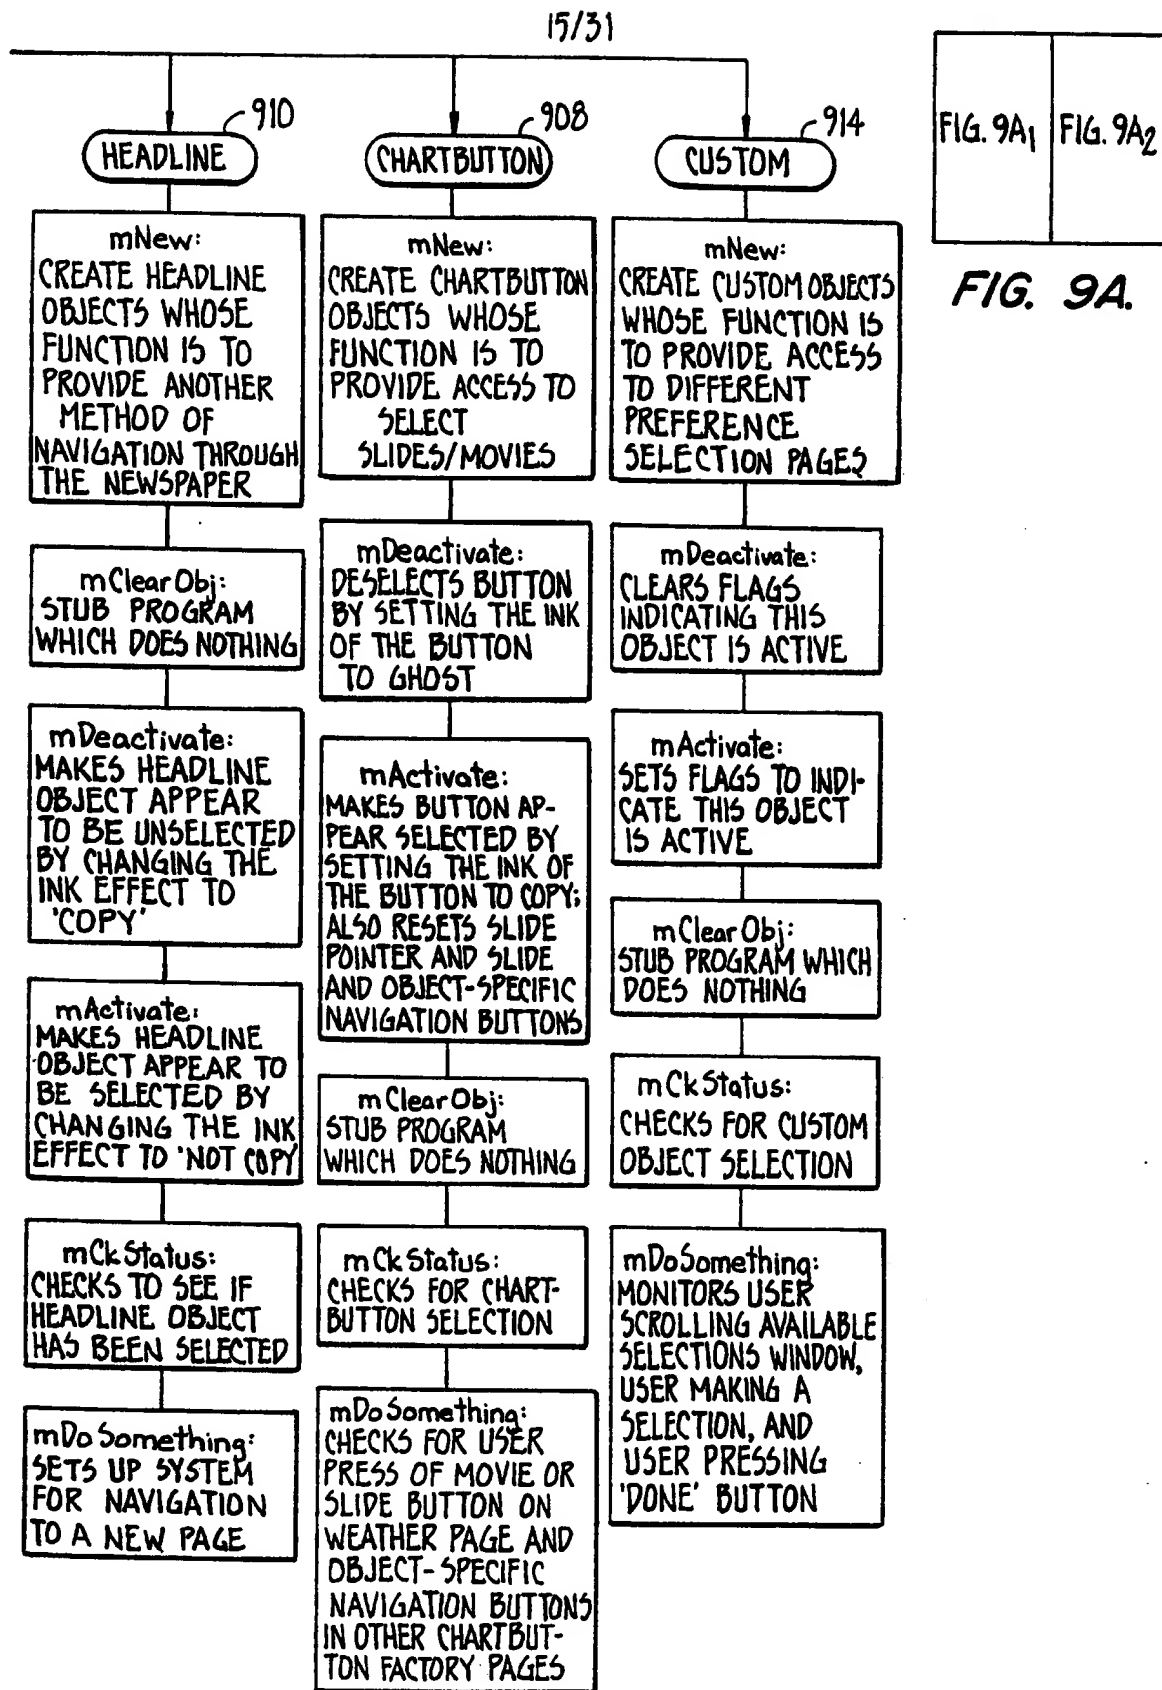 15/31
910
HEADLINE
mNew:
CREATE HEADLINE
OBJECTS WHOSE
FUNCTION IS TO
PROVIDE ANOTHER
METHOD OF
NAVIGATION THROUGH
THE NEWSPAPER
mClearObj:
STUB PROGRAM
WHICH DOES NOTHING
mDeactivate:
MAKES HEADLINE
OBJECT APPEAR
TO BE UNSELECTED
BY CHANGING THE
INK EFFECT TO
'COPY'
mActivate:
MAKES HEADLINE
OBJECT APPEAR TO
BE SELECTED BY
CHANGING THE INK
EFFECT TO 'NOT COPY
mCkStatus:
CHECKS TO SEE IF
HEADLINE OBJECT
HAS BEEN SELECTED
mDoSomething:
SETS UP SYSTEM
FOR NAVIGATION
TO A NEW PAGE
908
CHARTBUTTON
mNew:
CREATE CHARTBUTTON
OBJECTS WHOSE
FUNCTION IS TO
PROVIDE ACCESS TO
SELECT
SLIDES/MOVIES
mDeactivate:
DESELECTS BUTTON
BY SETTING THE INK
OF THE BUTTON
TO GHOST
mActivate:
MAKES BUTTON AP-
PEAR SELECTED BY
SETTING THE INK OF
THE BUTTON TO COPY;
ALSO RESETS SLIDE
POINTER AND SLIDE
AND OBJECT-SPECIFIC
NAVIGATION BUTTONS
mClearObj:
STUB PROGRAM
WHICH DOES NOTHING
mCkStatus:
CHECKS FOR CHART-
BUTTON SELECTION
mDoSomething:
CHECKS FOR USER
PRESS OF MOVIE OR
SLIDE BUTTON ON
WEATHER PAGE AND
OBJECT-SPECIFIC
NAVIGATION BUTTONS
IN OTHER CHARTBUT-
TON FACTORY PAGES
914
CUSTOM
mNew:
CREATE CUSTOM OBJECTS
WHOSE FUNCTION IS
TO PROVIDE ACCESS
TO DIFFERENT
PREFERENCE
SELECTION PAGES
mDeactivate:
CLEARS FLAGS
INDICATING THIS
OBJECT IS ACTIVE
mActivate:
SETS FLAGS TO INDI-
CATE THIS OBJECT
IS ACTIVE
mClearObj:
STUB PROGRAM WHICH
DOES NOTHING
mCkStatus:
CHECKS FOR CUSTOM
OBJECT SELECTION
mDoSomething:
MONITORS USER
SCROLLING AVAILABLE
SELECTIONS WINDOW,
USER MAKING A
SELECTION, AND
USER PRESSING
'DONE' BUTTON
FIG. 9A1
FIG. 9A2
FIG. 9A.